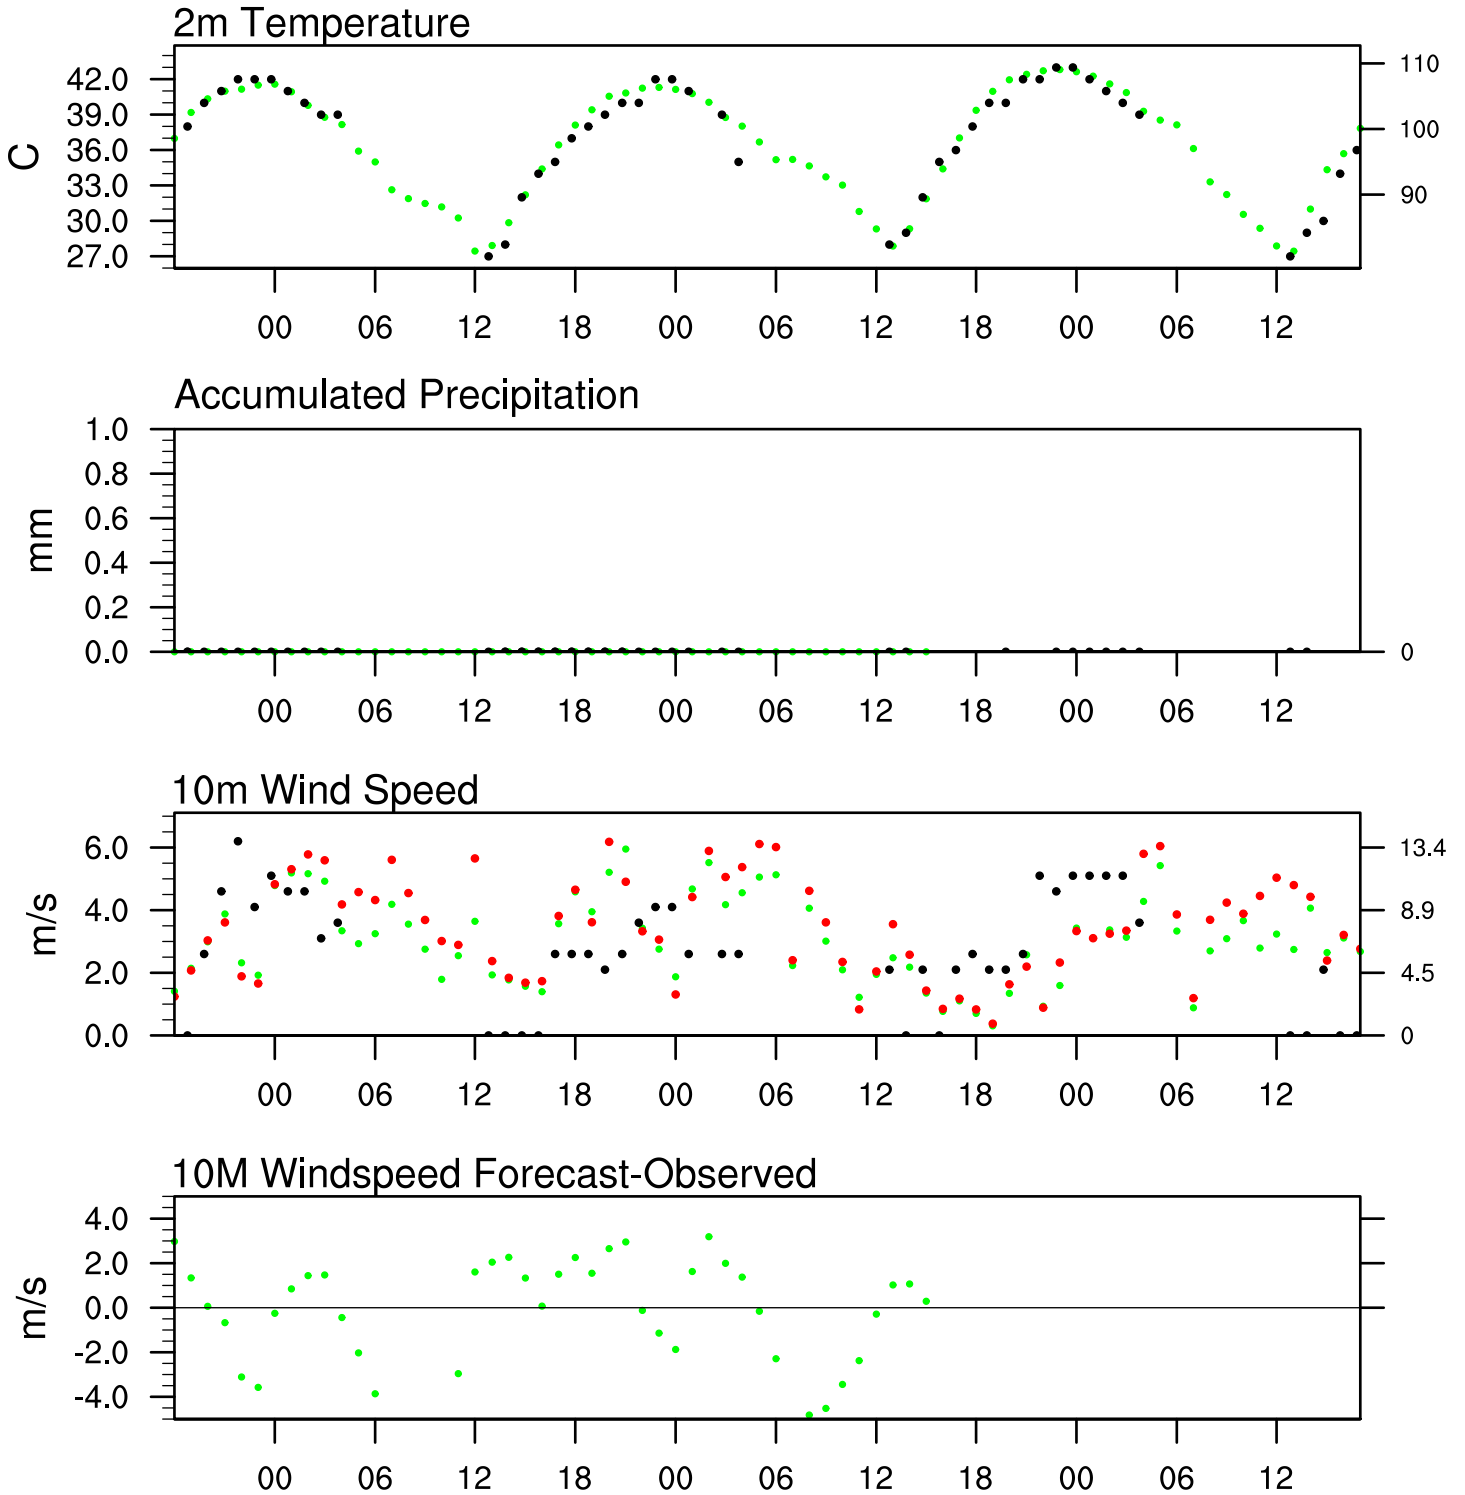 2m Temperature
42.0
39.0
36.0
33.0
30.0
27.0
C
110
100
90
00 06 12 18 00 06 12 18 00 06 12
Accumulated Precipitation
1.0
0.8
0.6
0.4
0.2
0.0
mm
0
00 06 12 18 00 06 12 18 00 06 12
10m Wind Speed
6.0
4.0
2.0
0.0
m/s
13.4
8.9
4.5
0
00 06 12 18 00 06 12 18 00 06 12
10M Windspeed Forecast-Observed
4.0
2.0
0.0
-2.0
-4.0
m/s
00 06 12 18 00 06 12 18 00 06 12